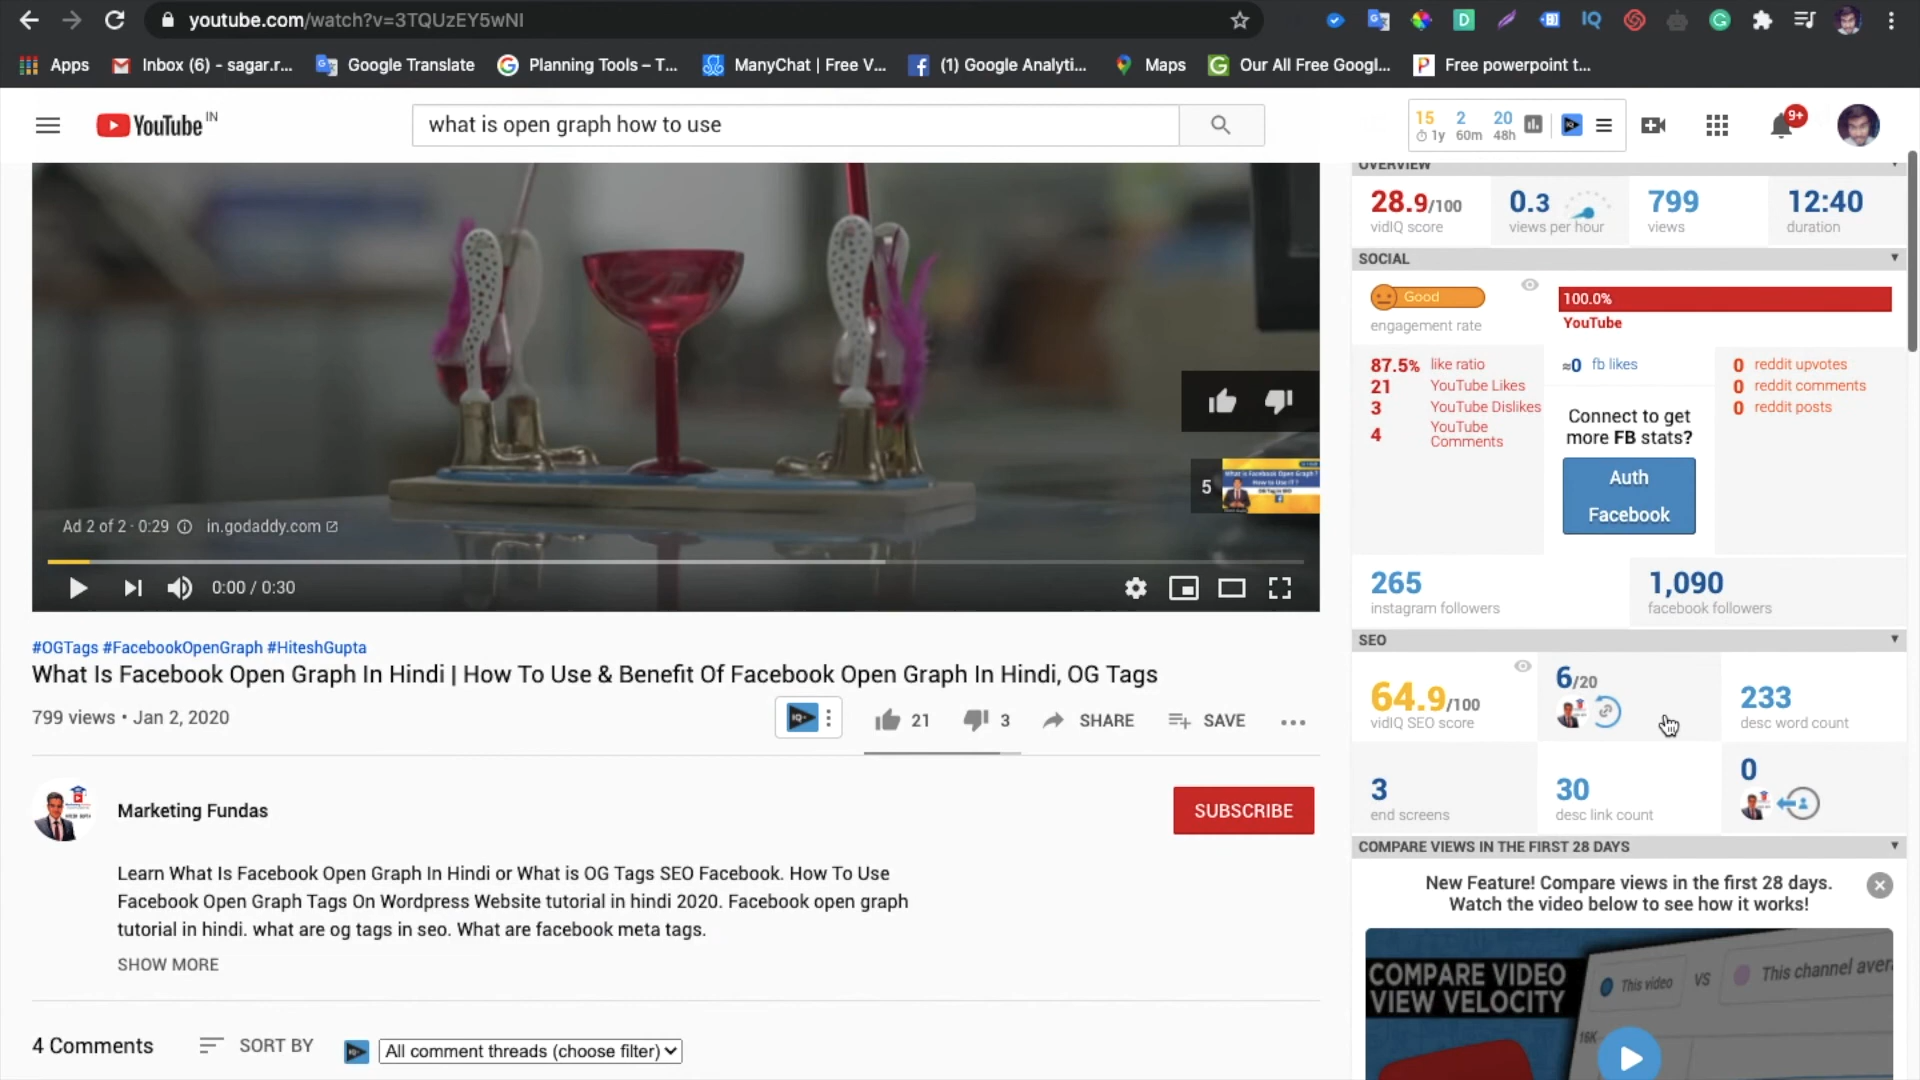 youtube.com/watch?v=3TQUzEY5wNI
Apps
Inbox (6) - sagar.r...
Google Translate
Planning Tools – T...
ManyChat | Free V...
(1) Google Analyti...
Maps
Our All Free Googl...
Free powerpoint t...
YouTube IN
what is open graph how to use
15 2 20
1y 60m 48h
9+
OVERVIEW
28.9/100
vidIQ score
0.3
views per hour
799
views
12:40
duration
SOCIAL
Good
engagement rate
100.0%
YouTube
87.5% like ratio
21 YouTube Likes
3 YouTube Dislikes
4 YouTube Comments
≈0 fb likes
Connect to get
more FB stats?
Auth
Facebook
0 reddit upvotes
0 reddit comments
0 reddit posts
265
instagram followers
1,090
facebook followers
SEO
64.9/100
vidIQ SEO score
6/20
233
desc word count
3
end screens
30
desc link count
0
COMPARE VIEWS IN THE FIRST 28 DAYS
New Feature! Compare views in the first 28 days.
Watch the video below to see how it works!
COMPARE VIDEO
VIEW VELOCITY
This video VS This channel aver
16K
5
What is Facebook Open Graph ?
How to Use IT ?
Ad 2 of 2 · 0:29
in.godaddy.com
0:00 / 0:30
#OGTags #FacebookOpenGraph #HiteshGupta
What Is Facebook Open Graph In Hindi | How To Use & Benefit Of Facebook Open Graph In Hindi, OG Tags
799 views • Jan 2, 2020
21
3
SHARE
SAVE
Marketing Fundas
SUBSCRIBE
Learn What Is Facebook Open Graph In Hindi or What is OG Tags SEO Facebook. How To Use
Facebook Open Graph Tags On Wordpress Website tutorial in hindi 2020. Facebook open graph
tutorial in hindi. what are og tags in seo. What are facebook meta tags.
SHOW MORE
4 Comments
SORT BY
All comment threads (choose filter)